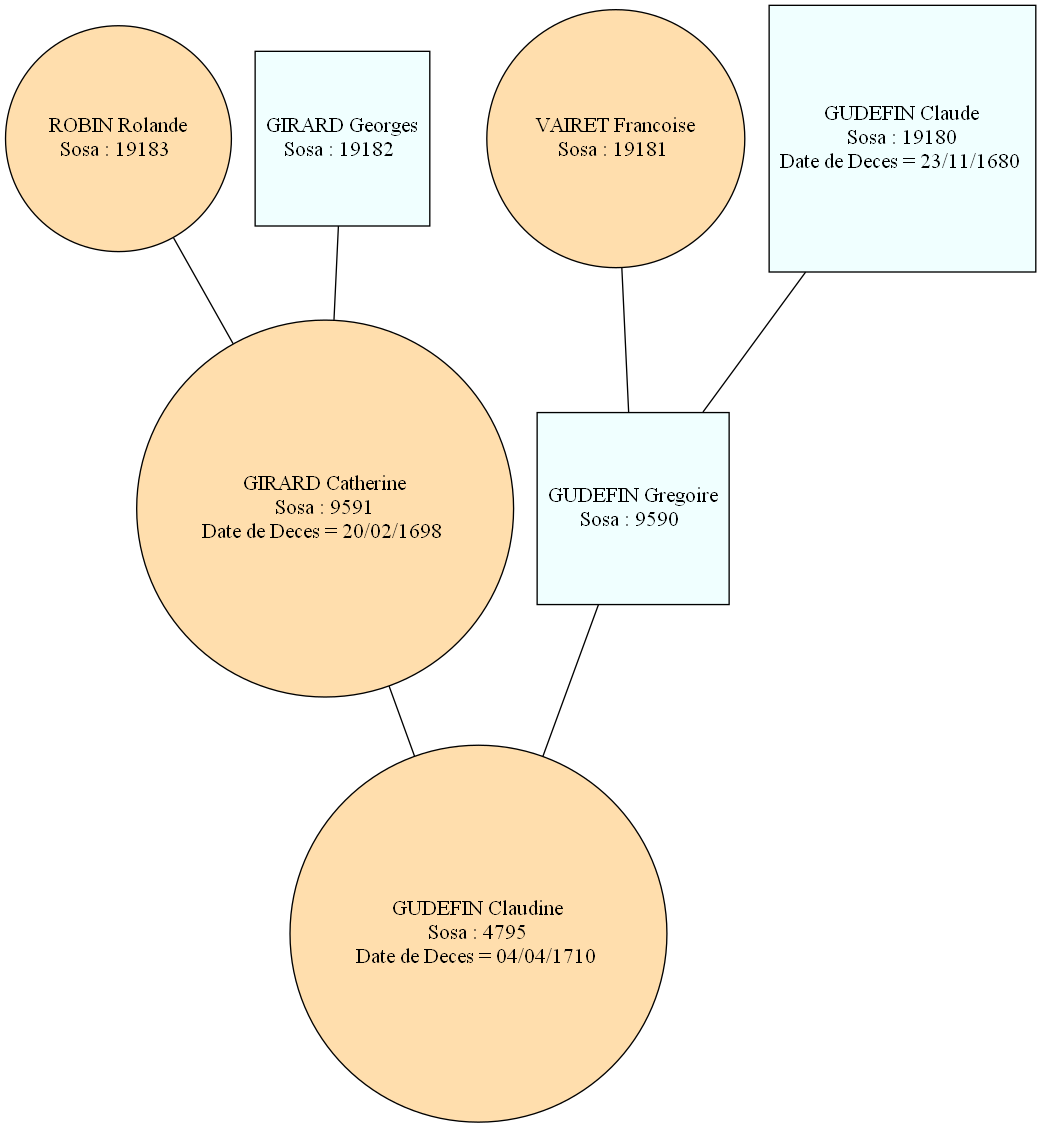 ROBIN Rolande
Sosa : 19183
GIRARD Georges
Sosa : 19182
VAIRET Francoise
Sosa : 19181
GUDEFIN Claude
Sosa : 19180
Date de Deces = 23/11/1680
GIRARD Catherine
Sosa : 9591
Date de Deces = 20/02/1698
GUDEFIN Gregoire
Sosa : 9590
GUDEFIN Claudine
Sosa : 4795
Date de Deces = 04/04/1710